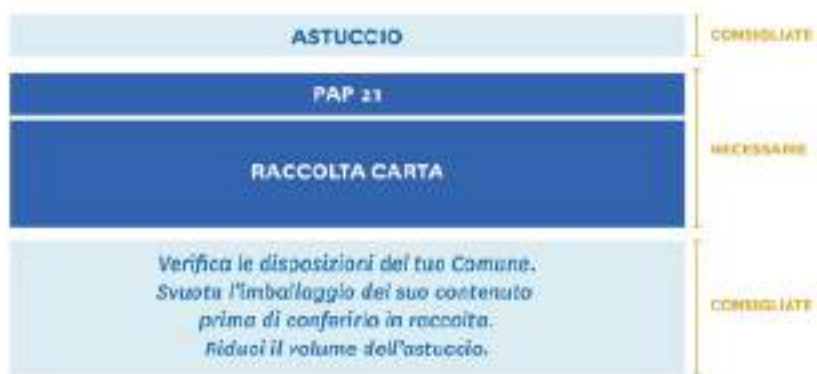 ASTUCCIO
CONSIGLIATE
PAP 21
RACCOLTA CARTA
NECESSARIE
Verifica le disposizioni del tuo Comune.
Svuota l'imballaggio del suo contenuto
prima di conferirlo in raccolta.
Riduci il volume dell'astuccio.
CONSIGLIATE